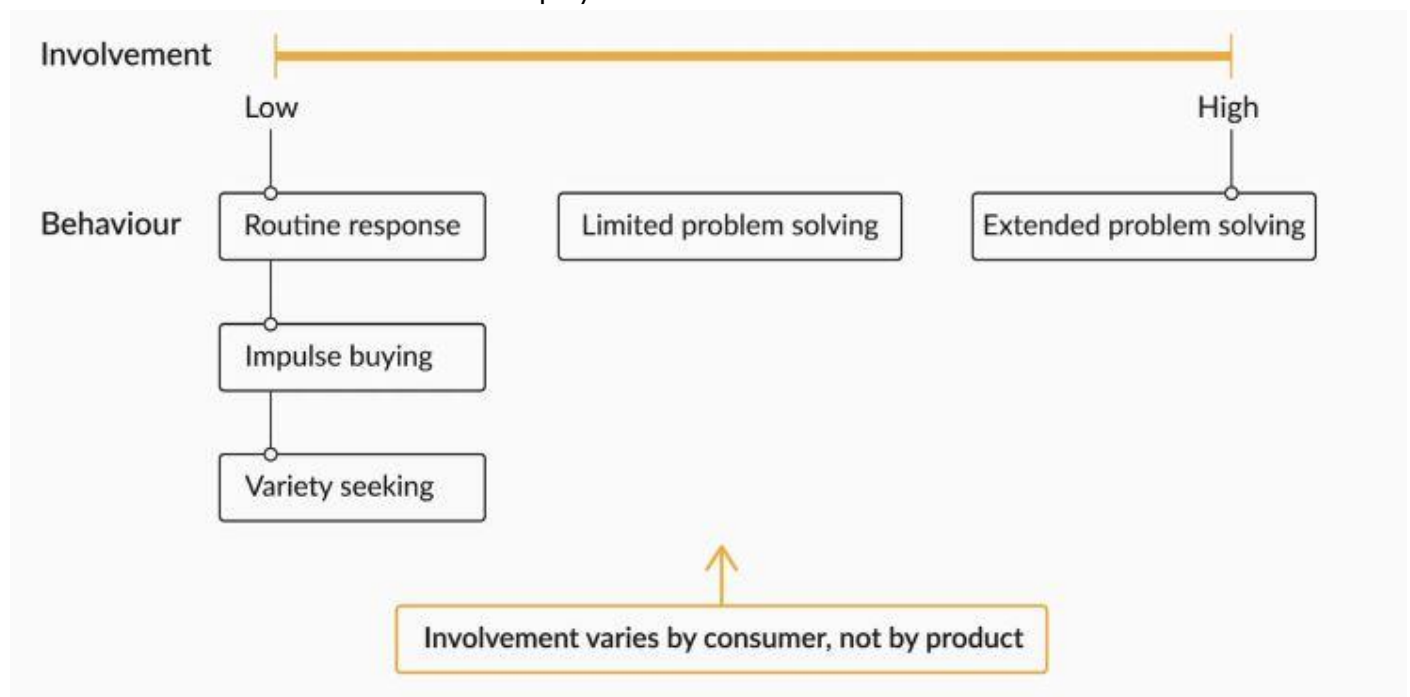 Involvement
Low
High
Behaviour
Routine response
Limited problem solving
Extended problem solving
Impulse buying
Variety seeking
Involvement varies by consumer, not by product